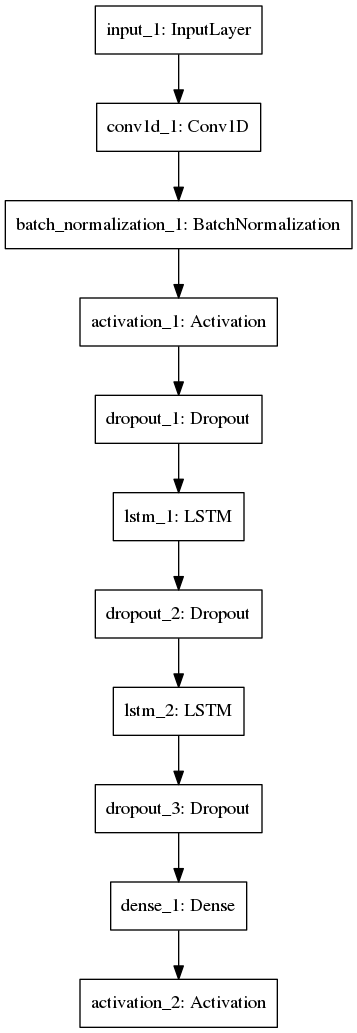 input_1: InputLayer
conv1d_1: Conv1D
batch_normalization_1: BatchNormalization
activation_1: Activation
dropout_1: Dropout
lstm_1: LSTM
dropout_2: Dropout
lstm_2: LSTM
dropout_3: Dropout
dense_1: Dense
activation_2: Activation